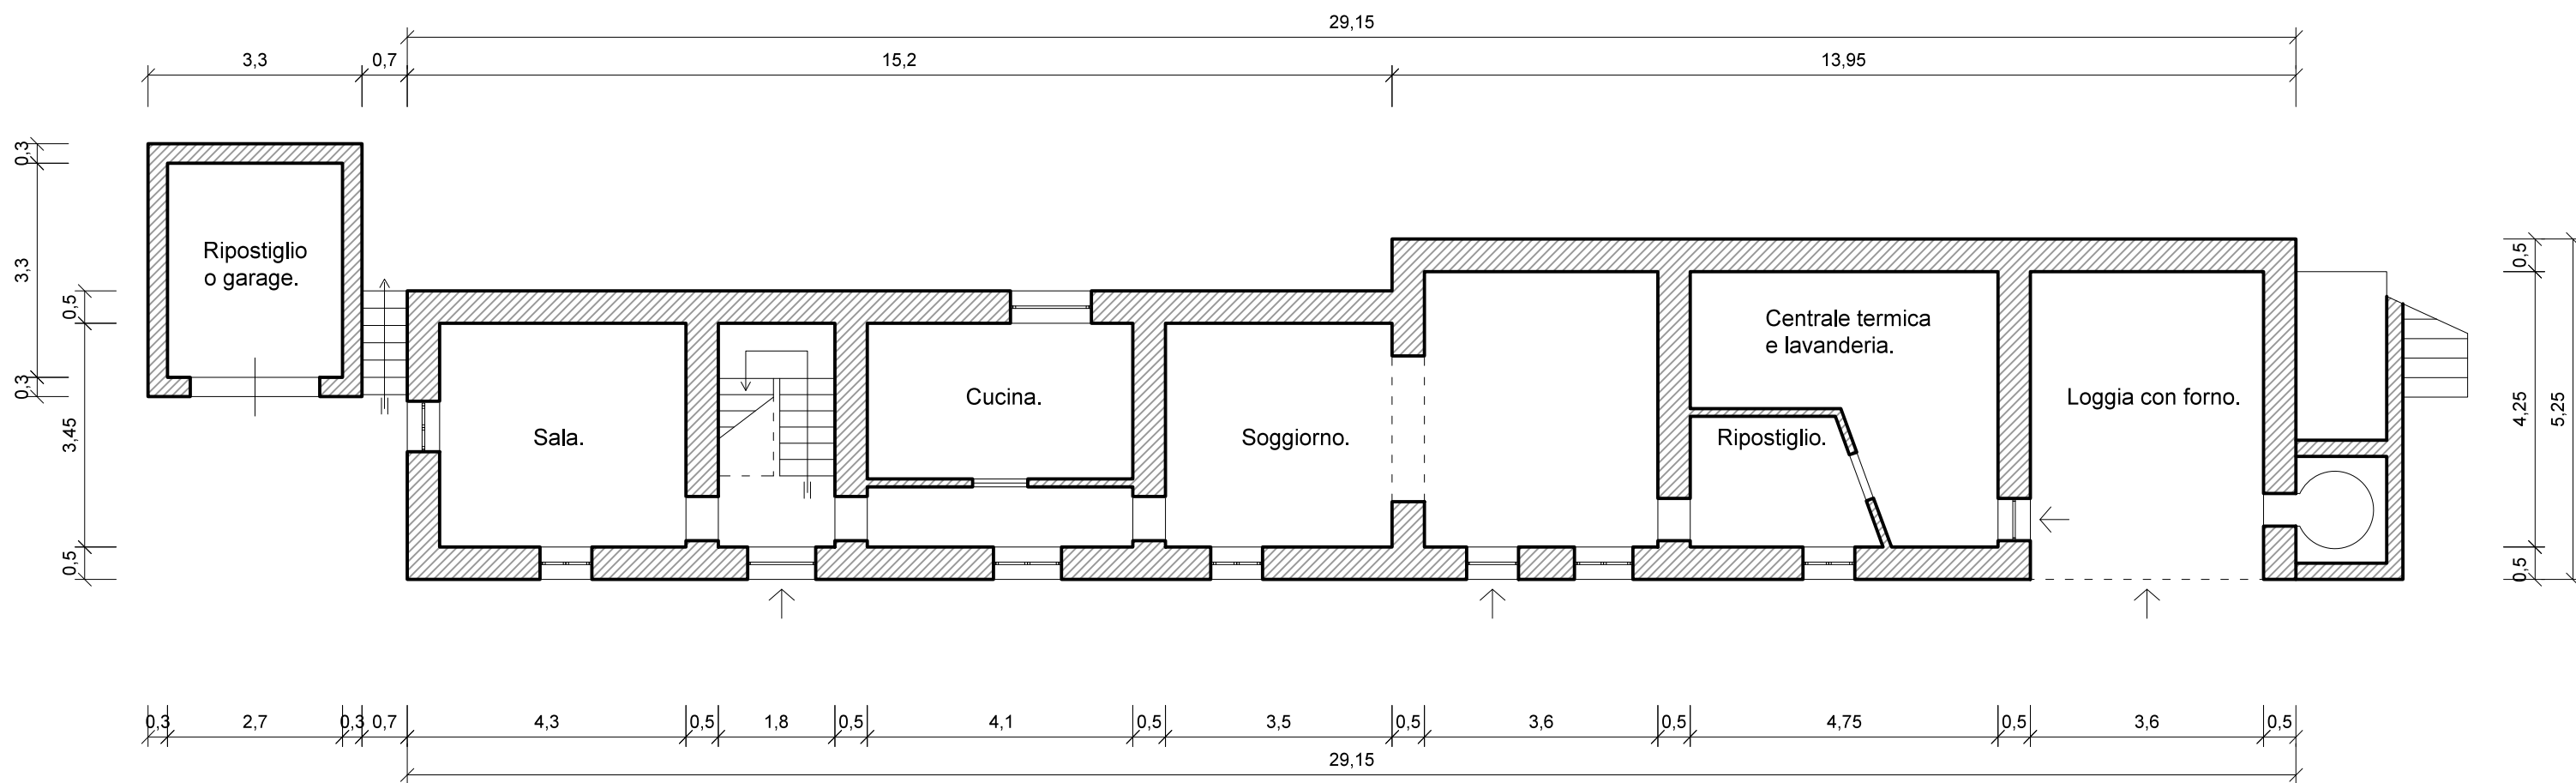 29,15
3,3 0,7 15,2 13,95
0,3
3,3
0,3
0,5
3,45
0,5
Ripostiglio
o garage.
Sala.
Cucina.
Soggiorno.
Centrale termica
e lavanderia.
Ripostiglio.
Loggia con forno.
0,5
4,25
0,5
5,25
0,3 2,7 0,3 0,7 4,3 0,5 1,8 0,5 4,1 0,5 3,5 0,5 3,6 0,5 4,75 0,5 3,6 0,5
29,15